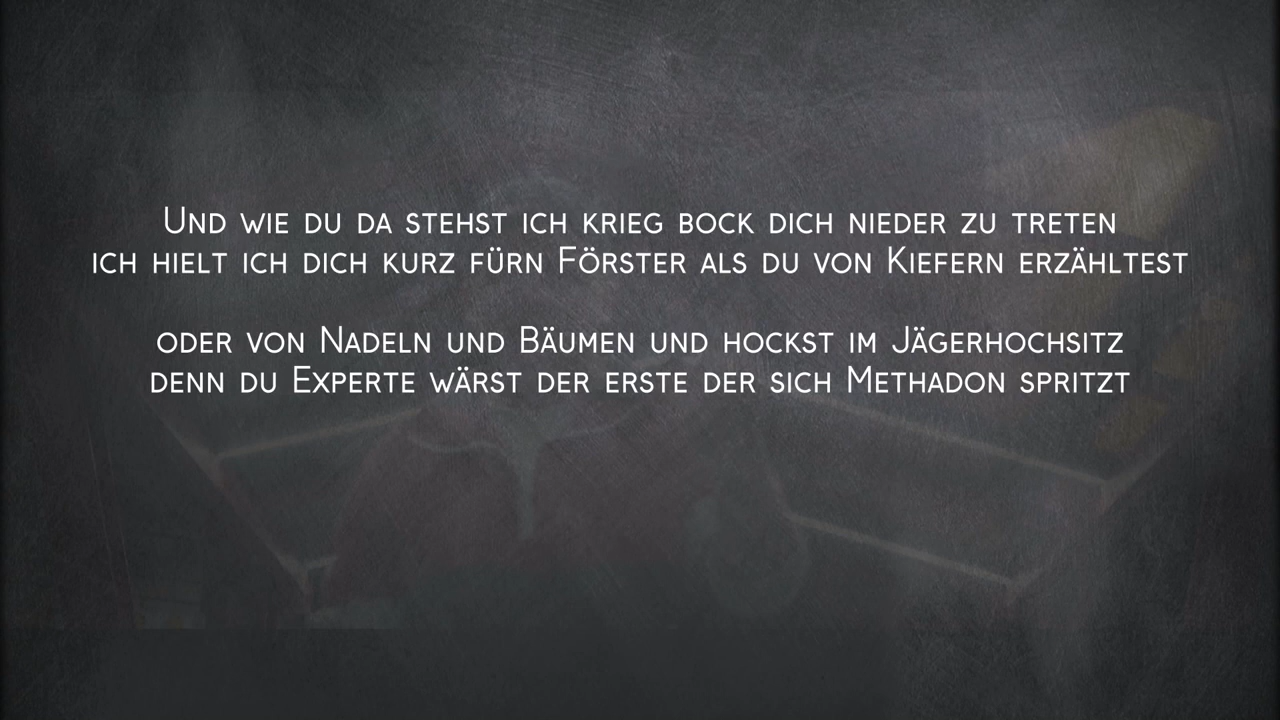 Und wie du da stehst ich krieg bock dich nieder zu treten
ich hielt ich dich kurz fürn Förster als du von Kiefern erzähltest
oder von Nadeln und Bäumen und hockst im Jägerhochsitz
denn du Experte wärst der erste der sich Methadon spritzt